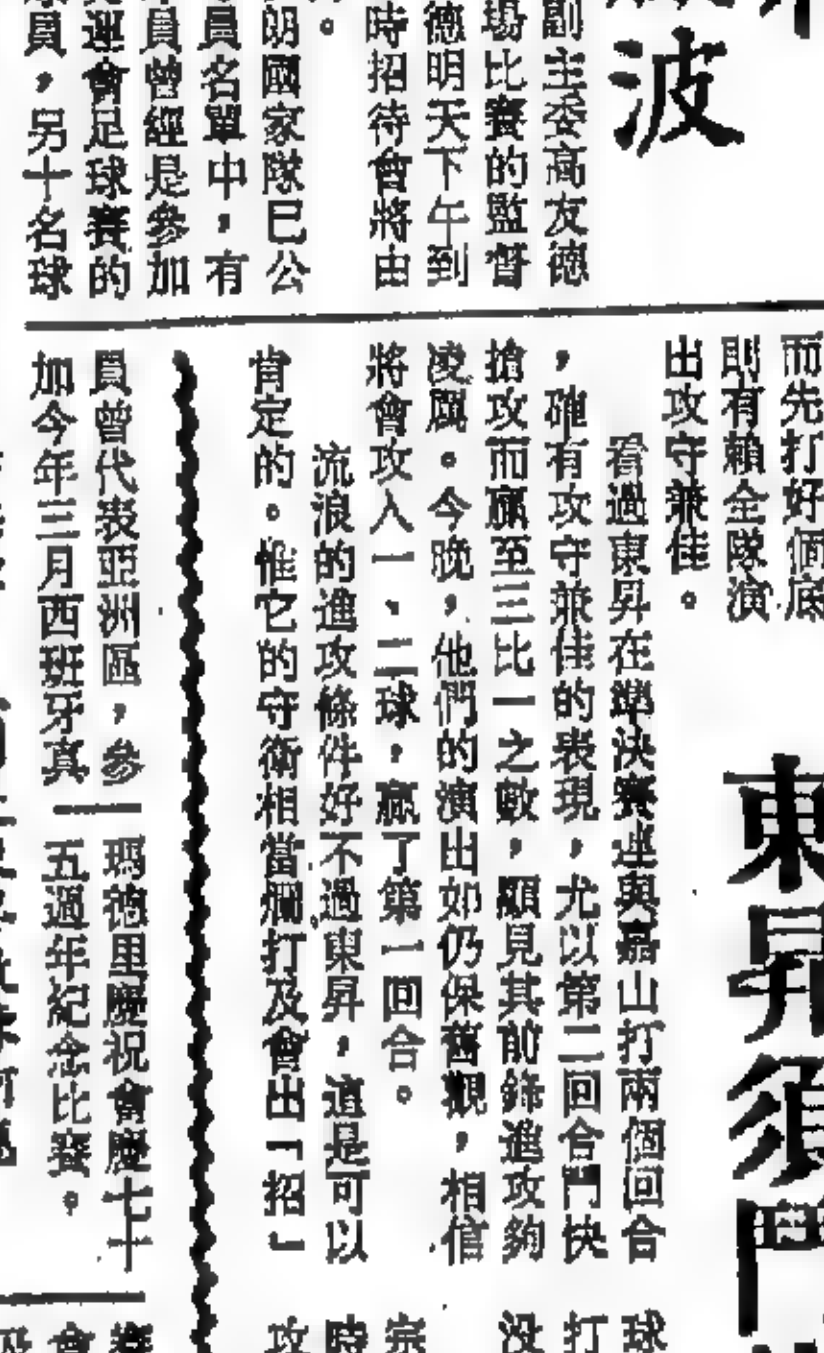 波
副主委高友德
場比賽的監督
德明天下午到
時招待會將由
。
朗國家隊已公
員名單中，有
員曾經是參加
運會足球賽的
員，另十名球
而先打好個底
則有賴全隊演
出攻守兼佳。
看過東昇在準決賽連與嘉山打兩個回合
，確有攻守兼佳的表現，尤以第二回合鬥快
搶攻而贏至三比一之數，顯見其前鋒進攻夠
凌厲。今晚，他們的演出如仍保舊觀，相信
將會攻入一、二球，贏了第一回合。
流浪的進攻條件好不過東昇，這是可以
肯定的。惟它的守衛相當爛打及會出「招」
東昇須鬥
員曾代表亞洲區，參
加今年三月西班牙真
瑪德里慶祝會慶七十
五週年紀念比賽。
球
打
没
宗
時
攻
會